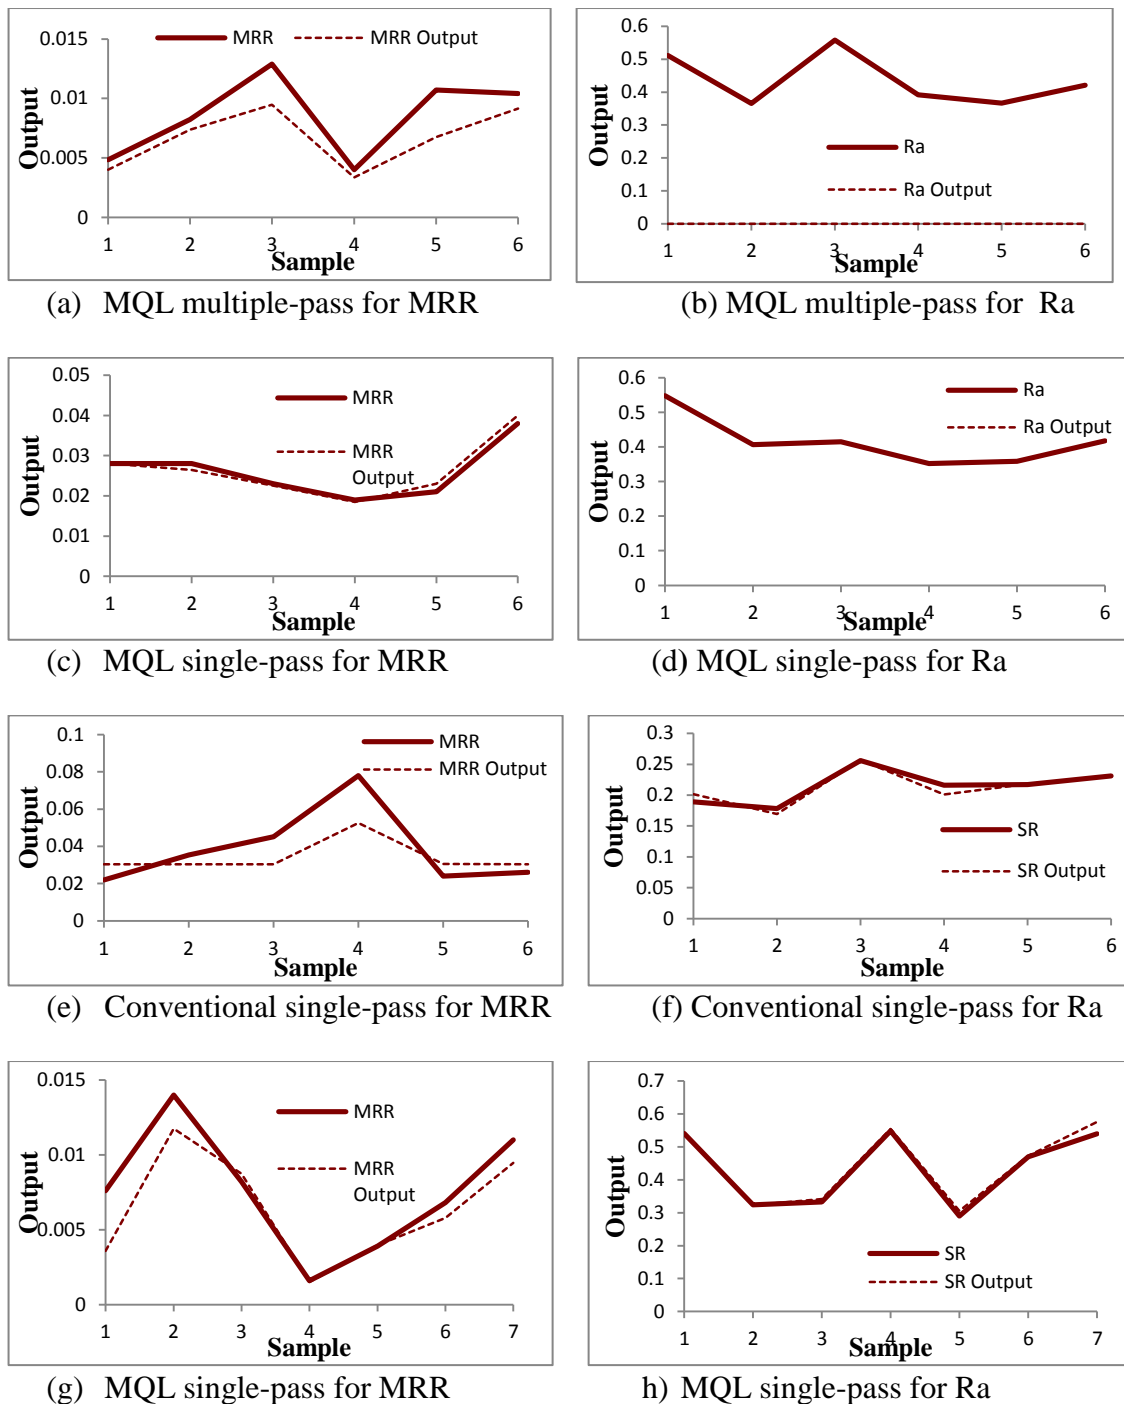 0.015
0.01
0.005
0
MRR
MRR Output
Output
1 2 3 4 5 6
Sample
(a) MQL multiple-pass for MRR
0.6
0.5
0.4
0.3
0.2
0.1
0
Ra
Ra Output
Output
1 2 3 4 5 6
Sample
(b) MQL multiple-pass for Ra
0.05
0.04
0.03
0.02
0.01
0
MRR
MRR
Output
Output
1 2 3 4 5 6
Sample
(c) MQL single-pass for MRR
0.6
0.5
0.4
0.3
0.2
0.1
0
Ra
Ra Output
Output
1 2 3 4 5 6
Sample
(d) MQL single-pass for Ra
0.1
0.08
0.06
0.04
0.02
0
MRR
MRR Output
Output
1 2 3 4 5 6
Sample
(e) Conventional single-pass for MRR
0.3
0.25
0.2
0.15
0.1
0.05
0
SR
SR Output
Output
1 2 3 4 5 6
Sample
(f) Conventional single-pass for Ra
0.015
0.01
0.005
0
MRR
MRR
Output
Output
1 2 3 4 5 6 7
Sample
(g) MQL single-pass for MRR
0.7
0.6
0.5
0.4
0.3
0.2
0.1
0
SR
SR Output
Output
1 2 3 4 5 6 7
Sample
h) MQL single-pass for Ra